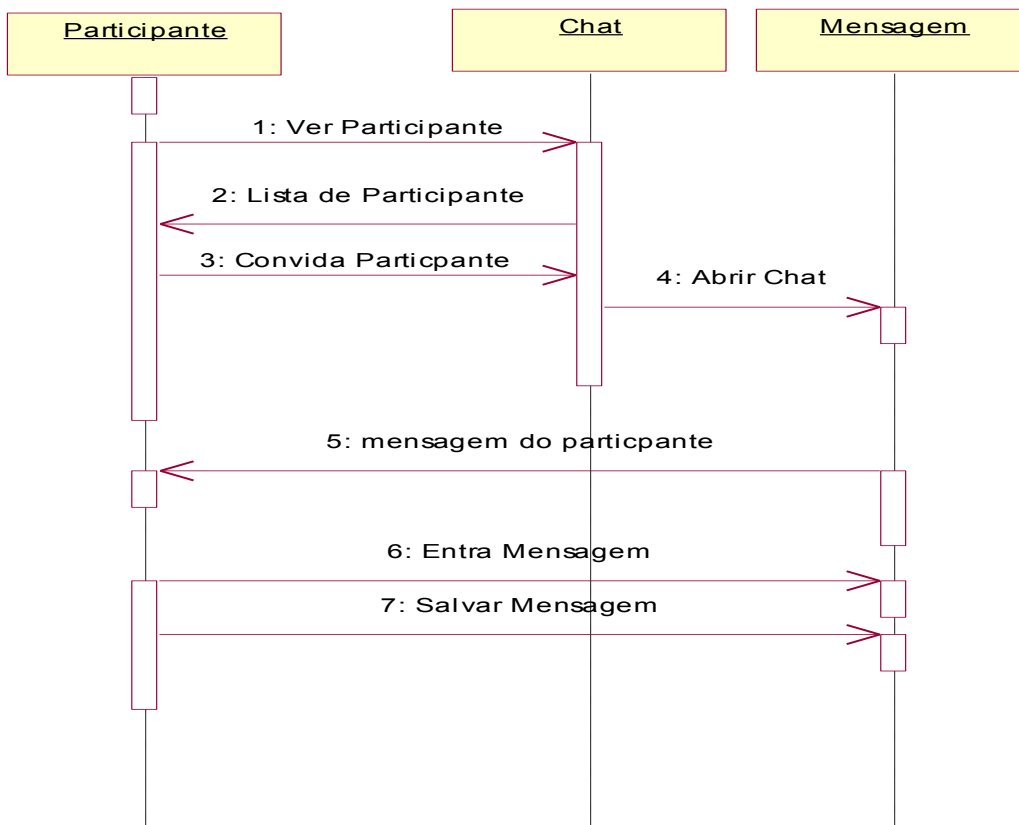 Participante
Chat
Mensagem
1: Ver Participante
2: Lista de Participante
3: Convida Particpante
4: Abrir Chat
5: mensagem do particpante
6: Entra Mensagem
7: Salvar Mensagem